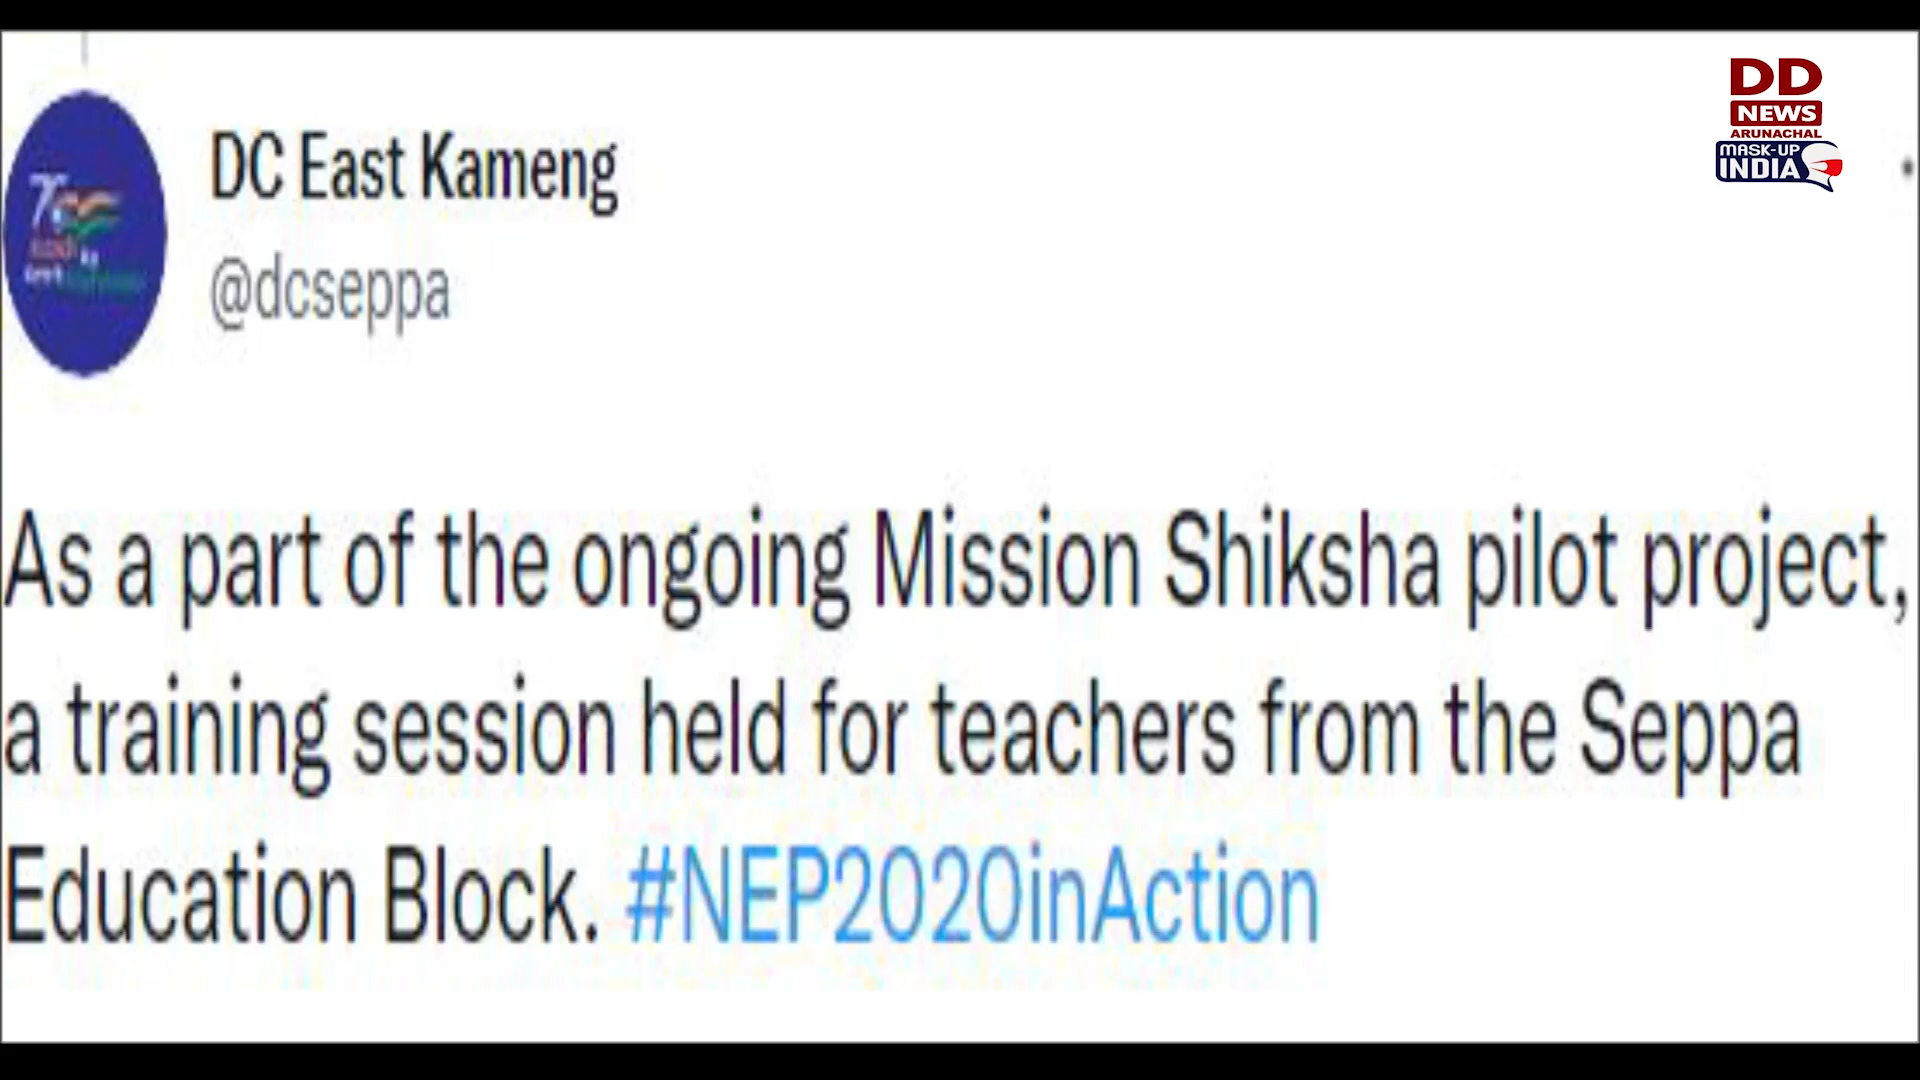 DD
NEWS
ARUNACHAL
MASK-UP
INDIA
DC East Kameng
@dcseppa
As a part of the ongoing Mission Shiksha pilot project,
a training session held for teachers from the Seppa
Education Block. #NEP2020inAction